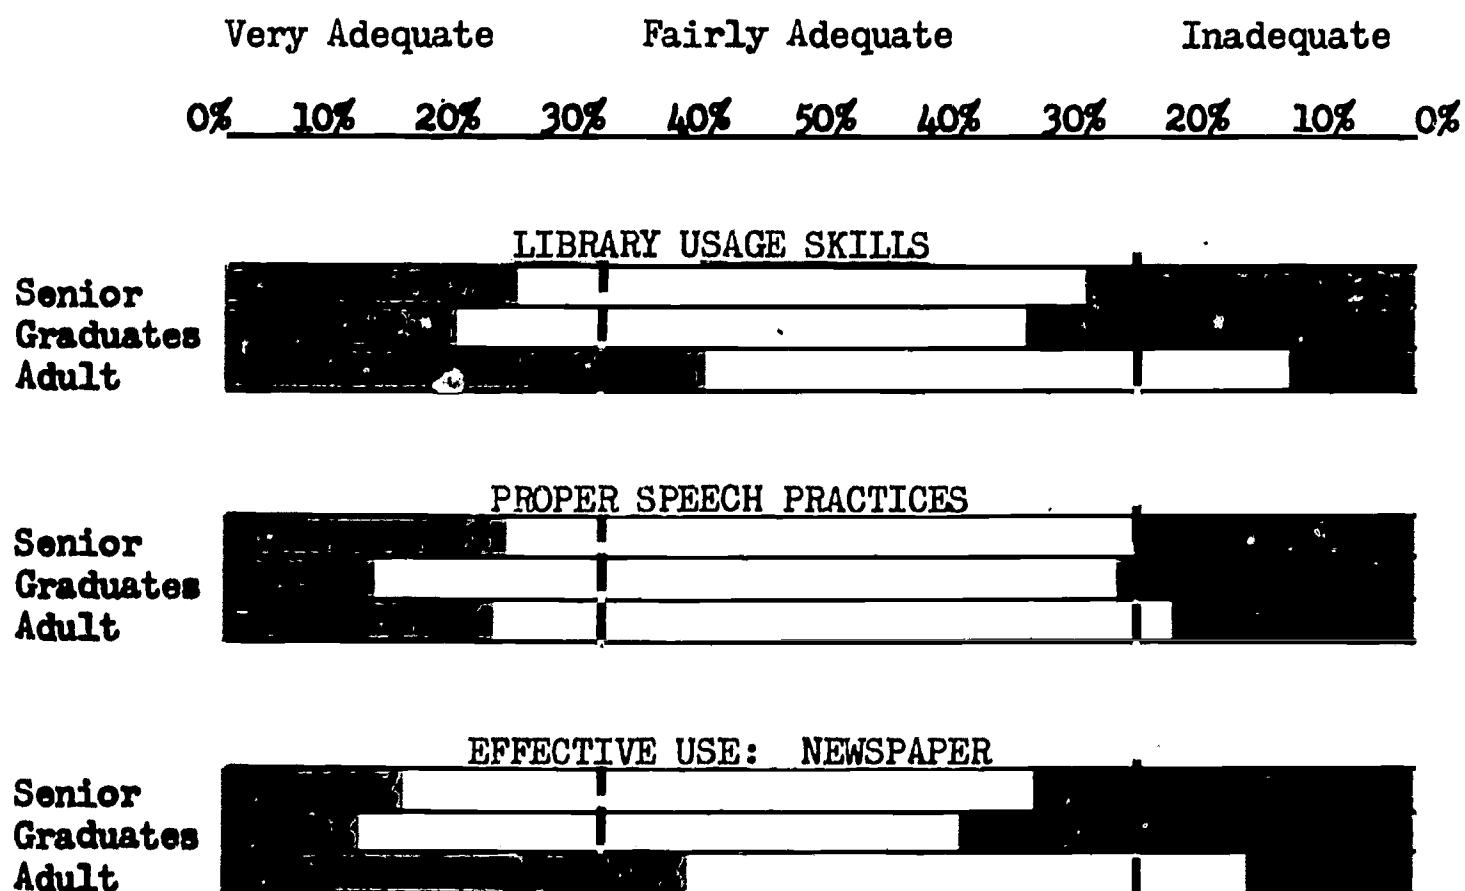 Very Adequate Fairly Adequate Inadequate
0% 10% 20% 30% 40% 50% 40% 30% 20% 10% 0%
LIBRARY USAGE SKILLS
Senior
Graduates
Adult
PROPER SPEECH PRACTICES
Senior
Graduates
Adult
EFFECTIVE USE: NEWSPAPER
Senior
Graduates
Adult